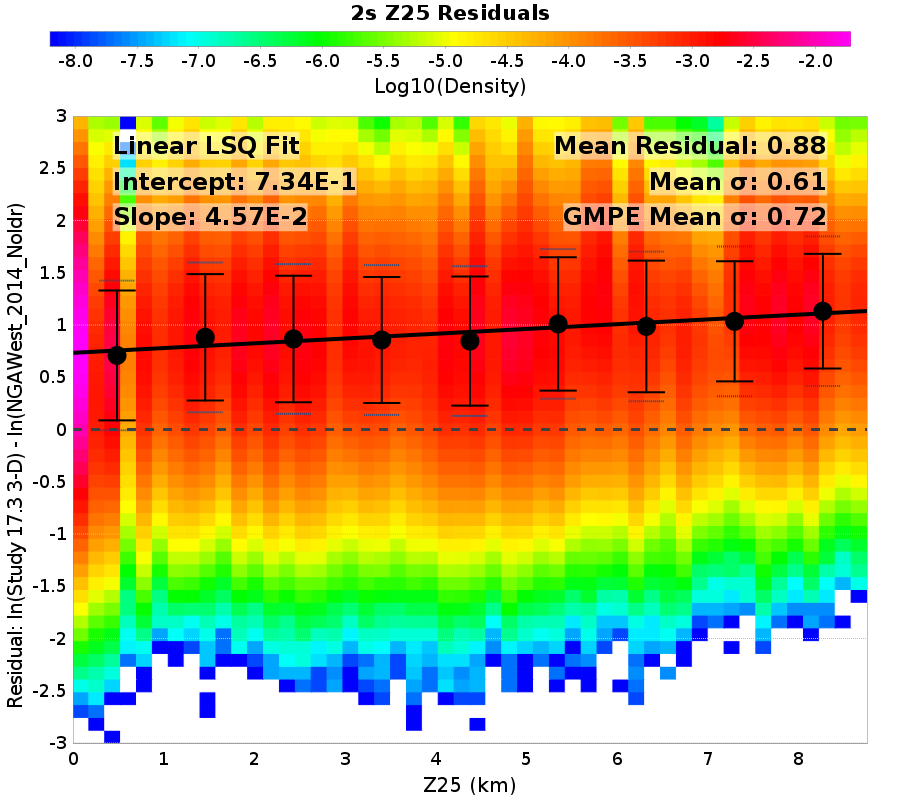 2s Z25 Residuals
-8.0 -7.5 -7.0 -6.5 -6.0 -5.5 -5.0 -4.5 -4.0 -3.5 -3.0 -2.5 -2.0
Log10(Density)
Residual: ln(Study 17.3 3-D) - ln(NGAWest_2014_NoIdr)
3
2.5
2
1.5
1
0.5
0
-0.5
-1
-1.5
-2
-2.5
-3
Linear LSQ Fit
Intercept: 7.34E-1
Slope: 4.57E-2
Mean Residual: 0.88
Mean σ: 0.61
GMPE Mean σ: 0.72
0 1 2 3 4 5 6 7 8
Z25 (km)